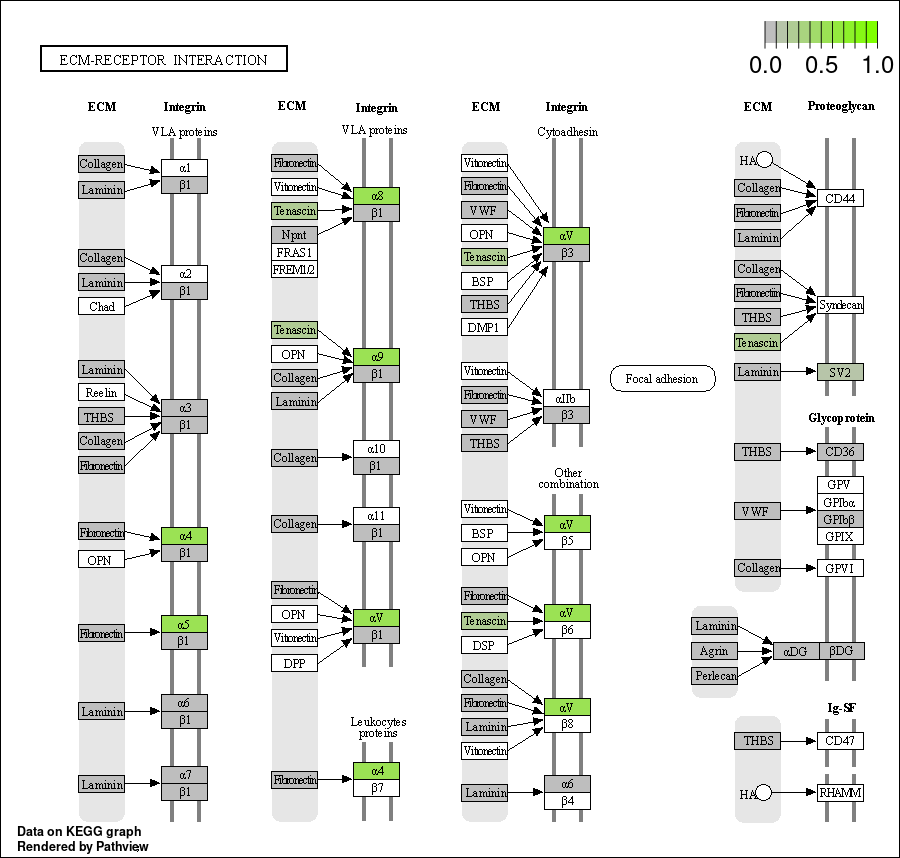 ECM-RECEPTOR INTERACTION
0.0 0.5 1.0
ECM Integrin
VLA proteins
Collagen
Laminin
α1
β1
Collagen
Laminin
Chad
α2
β1
Laminin
Reelin
THBS
Collagen
Fibronectin
α3
β1
Fibronectin
OPN
α4
β1
Fibronectin
α5
β1
Laminin
α6
β1
Laminin
α7
β1
ECM Integrin
VLA proteins
Fibronectin
Vitronectin
Tenascin
Npnt
FRAS1
FREM1/2
α8
β1
Tenascin
OPN
Collagen
Laminin
α9
β1
Collagen
α10
β1
Collagen
α11
β1
Fibronectin
OPN
Vitronectin
DPP
αV
β1
Leukocytes
proteins
Fibronectin
α4
β7
ECM Integrin
Cytoadhesin
Vitronectin
Fibronectin
VWF
OPN
Tenascin
BSP
THBS
DMP1
αV
β3
Vitronectin
Fibronectin
VWF
THBS
αIIb
β3
Other
combination
Vitronectin
BSP
OPN
αV
β5
Fibronectin
Tenascin
DSP
αV
β6
Collagen
Fibronectin
Laminin
Vitronectin
αV
β8
Laminin
α6
β4
Focal adhesion
ECM Proteoglycan
HA
Collagen
Fibronectin
Laminin
CD44
Collagen
Fibronectin
THBS
Tenascin
Syndecan
Laminin
SV2
Glycoprotein
THBS
CD36
VWF
GPV
GPIbα
GPIbβ
GPIX
Collagen
GPVI
Laminin
Agrin
Perlecan
αDG
βDG
Ig-SF
THBS
CD47
HA
RHAMM
Data on KEGG graph
Rendered by Pathview